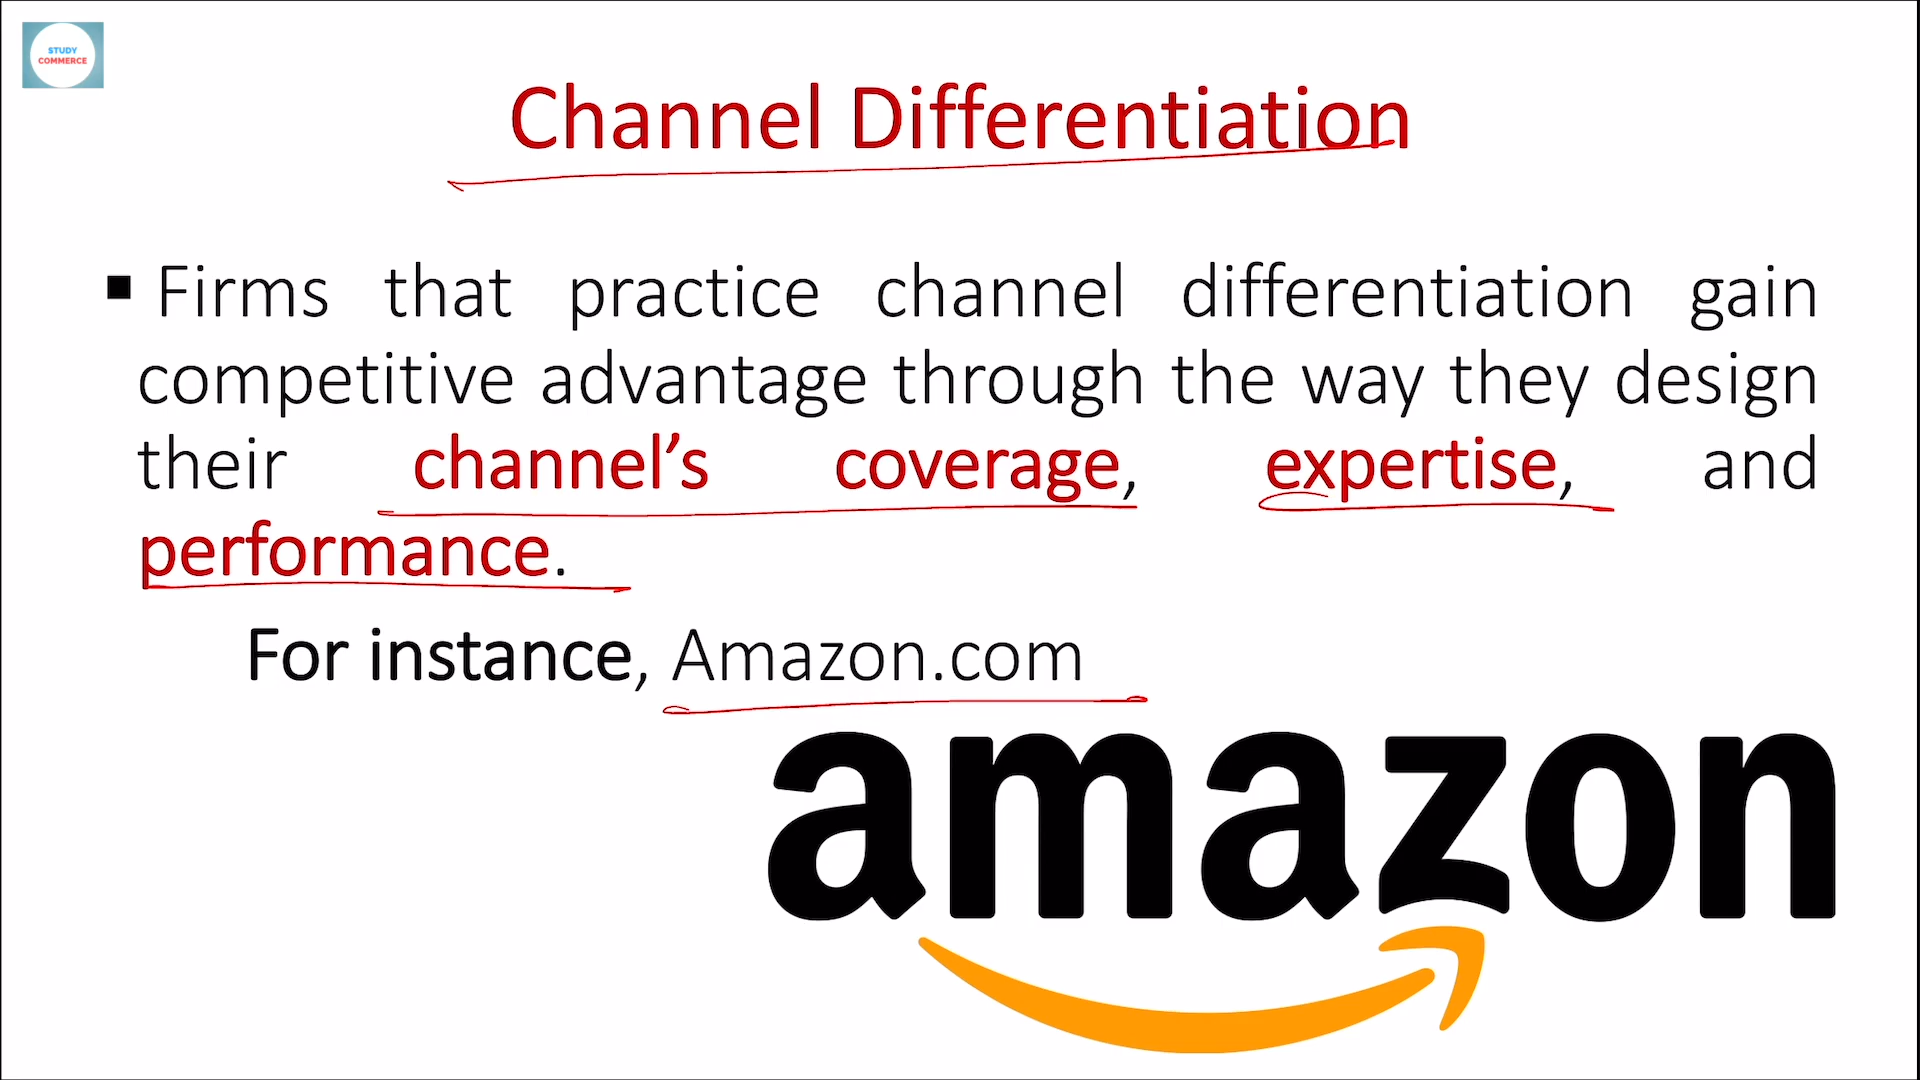 STUDY
COMMERCE
Channel Differentiation
▪ Firms that practice channel differentiation gain
competitive advantage through the way they design
their channel’s coverage, expertise, and
performance.
For instance, Amazon.com
amazon